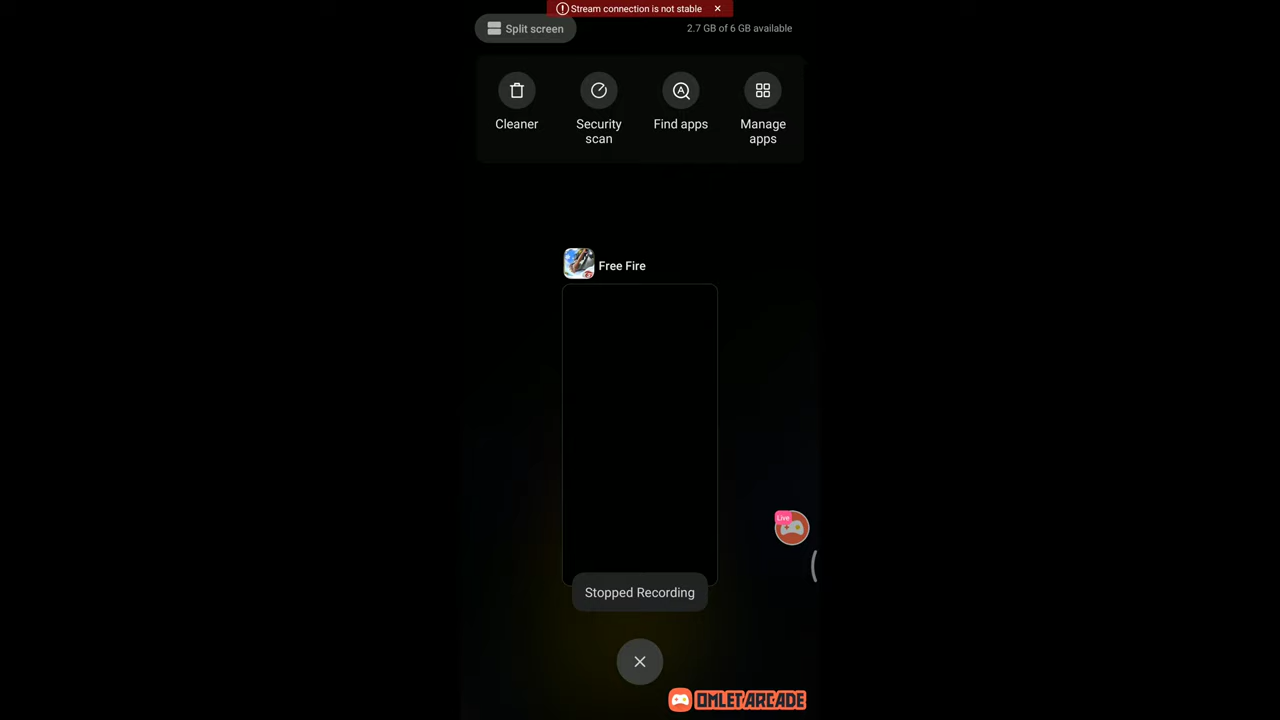 Stream connection is not stable
Split screen
2.7 GB of 6 GB available
Cleaner
Security
scan
Find apps
Manage
apps
Free Fire
Live
Stopped Recording
OMLET ARCADE